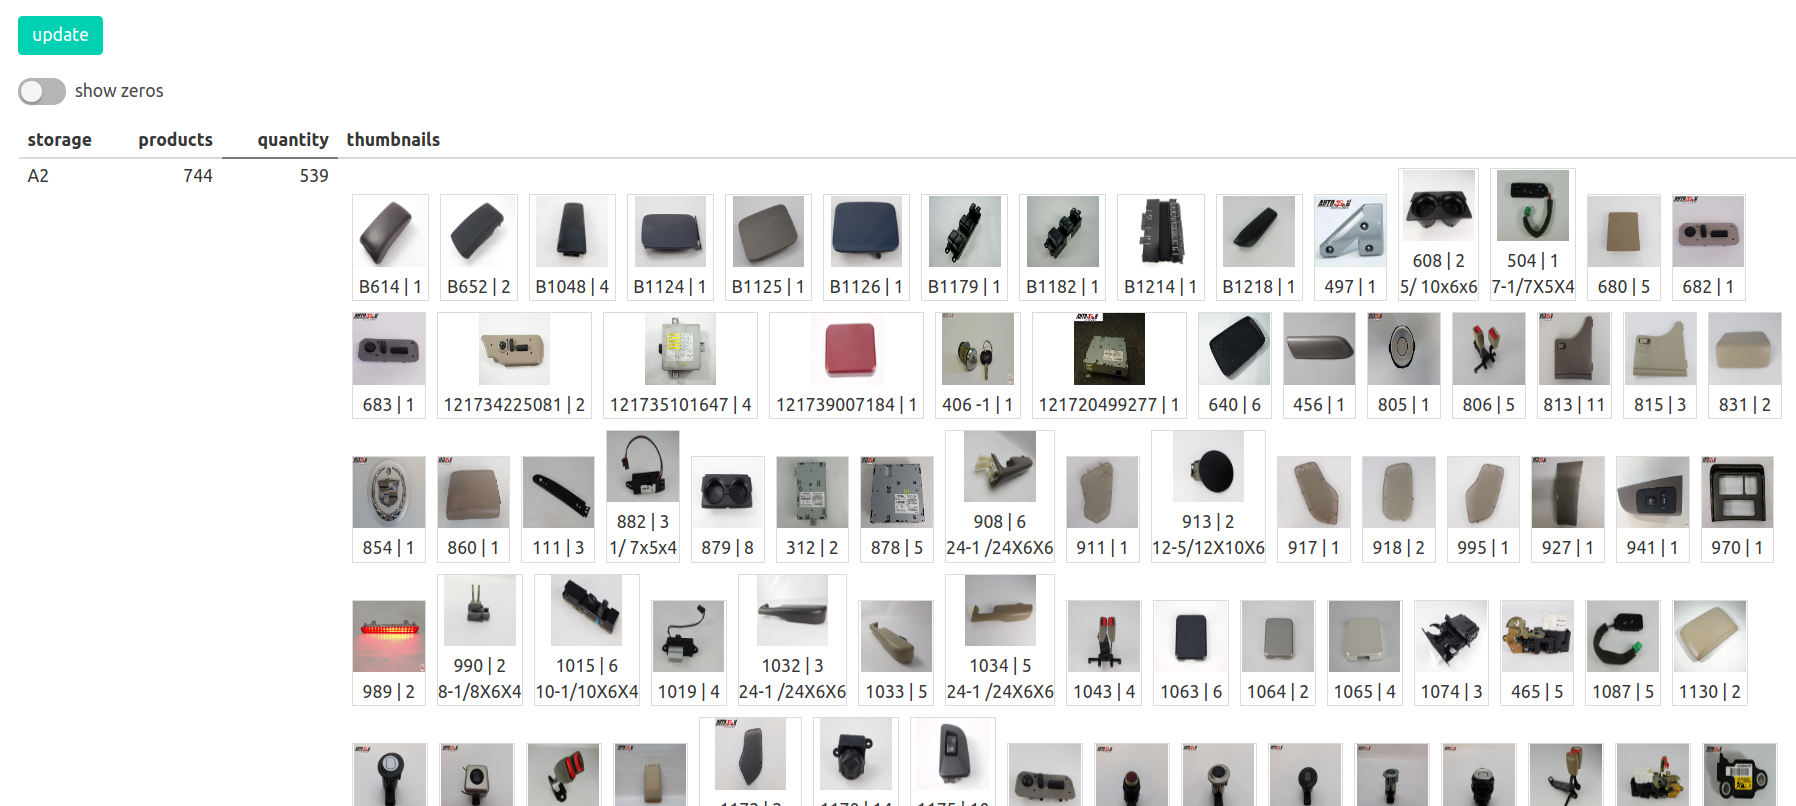 update
show zeros
storage products quantity thumbnails
A2 744 539
B614 | 1
B652 | 2
B1048 | 4
B1124 | 1
B1125 | 1
B1126 | 1
B1179 | 1
B1182 | 1
B1214 | 1
B1218 | 1
497 | 1
608 | 2
5/ 10x6x6
504 | 1
7-1/7X5X4
680 | 5
682 | 1
683 | 1
121734225081 | 2
121735101647 | 4
121739007184 | 1
406 -1 | 1
121720499277 | 1
640 | 6
456 | 1
805 | 1
806 | 5
813 | 11
815 | 3
831 | 2
854 | 1
860 | 1
111 | 3
882 | 3
1/ 7x5x4
879 | 8
312 | 2
878 | 5
908 | 6
24-1 /24X6X6
911 | 1
913 | 2
12-5/12X10X6
917 | 1
918 | 2
995 | 1
927 | 1
941 | 1
970 | 1
989 | 2
990 | 2
8-1/8X6X4
1015 | 6
10-1/10X6X4
1019 | 4
1032 | 3
24-1 /24X6X6
1033 | 5
1034 | 5
24-1 /24X6X6
1043 | 4
1063 | 6
1064 | 2
1065 | 4
1074 | 3
465 | 5
1087 | 5
1130 | 2